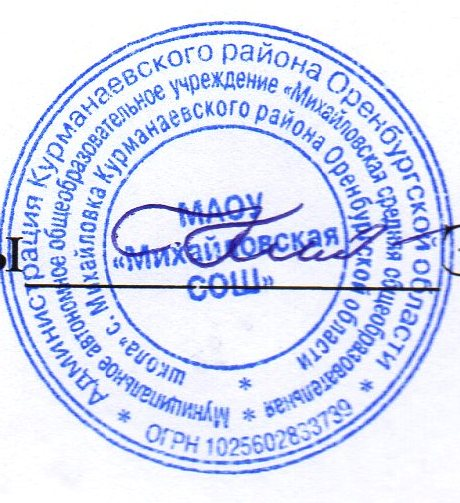 Администрация Курманаевского района Оренбургской области
* ОГРН 1025602833739 *
Муниципальное автономное общеобразовательное учреждение «Михайловская средняя общеобразовательная
школа» с. Михайловка Курманаевского района Оренбургской области
*
*
МАОУ
«Михайловская
СОШ»
ы